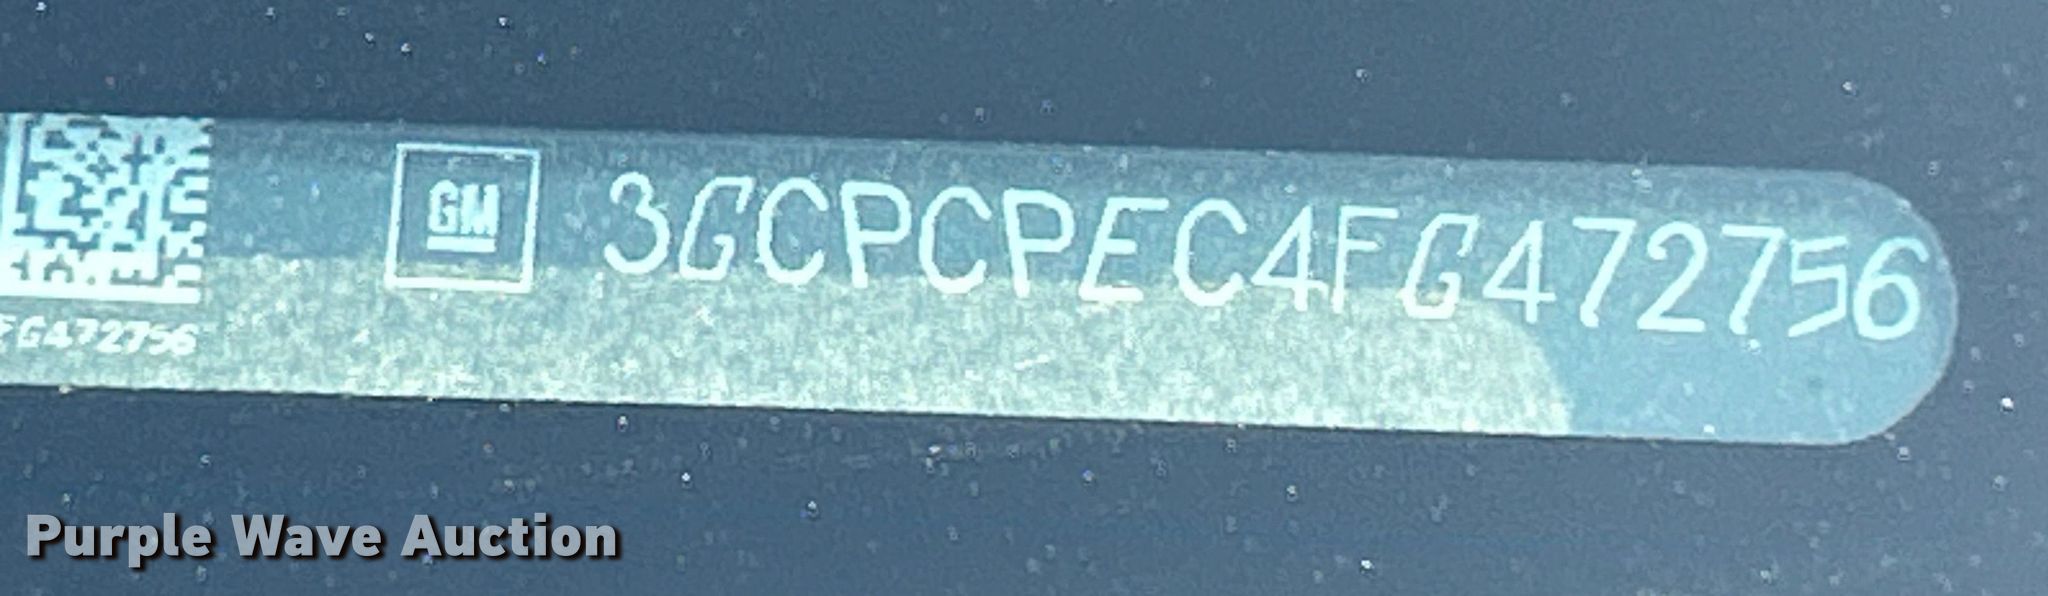 GM 3GCPCPEC4FG472756
FG472756
Purple Wave Auction